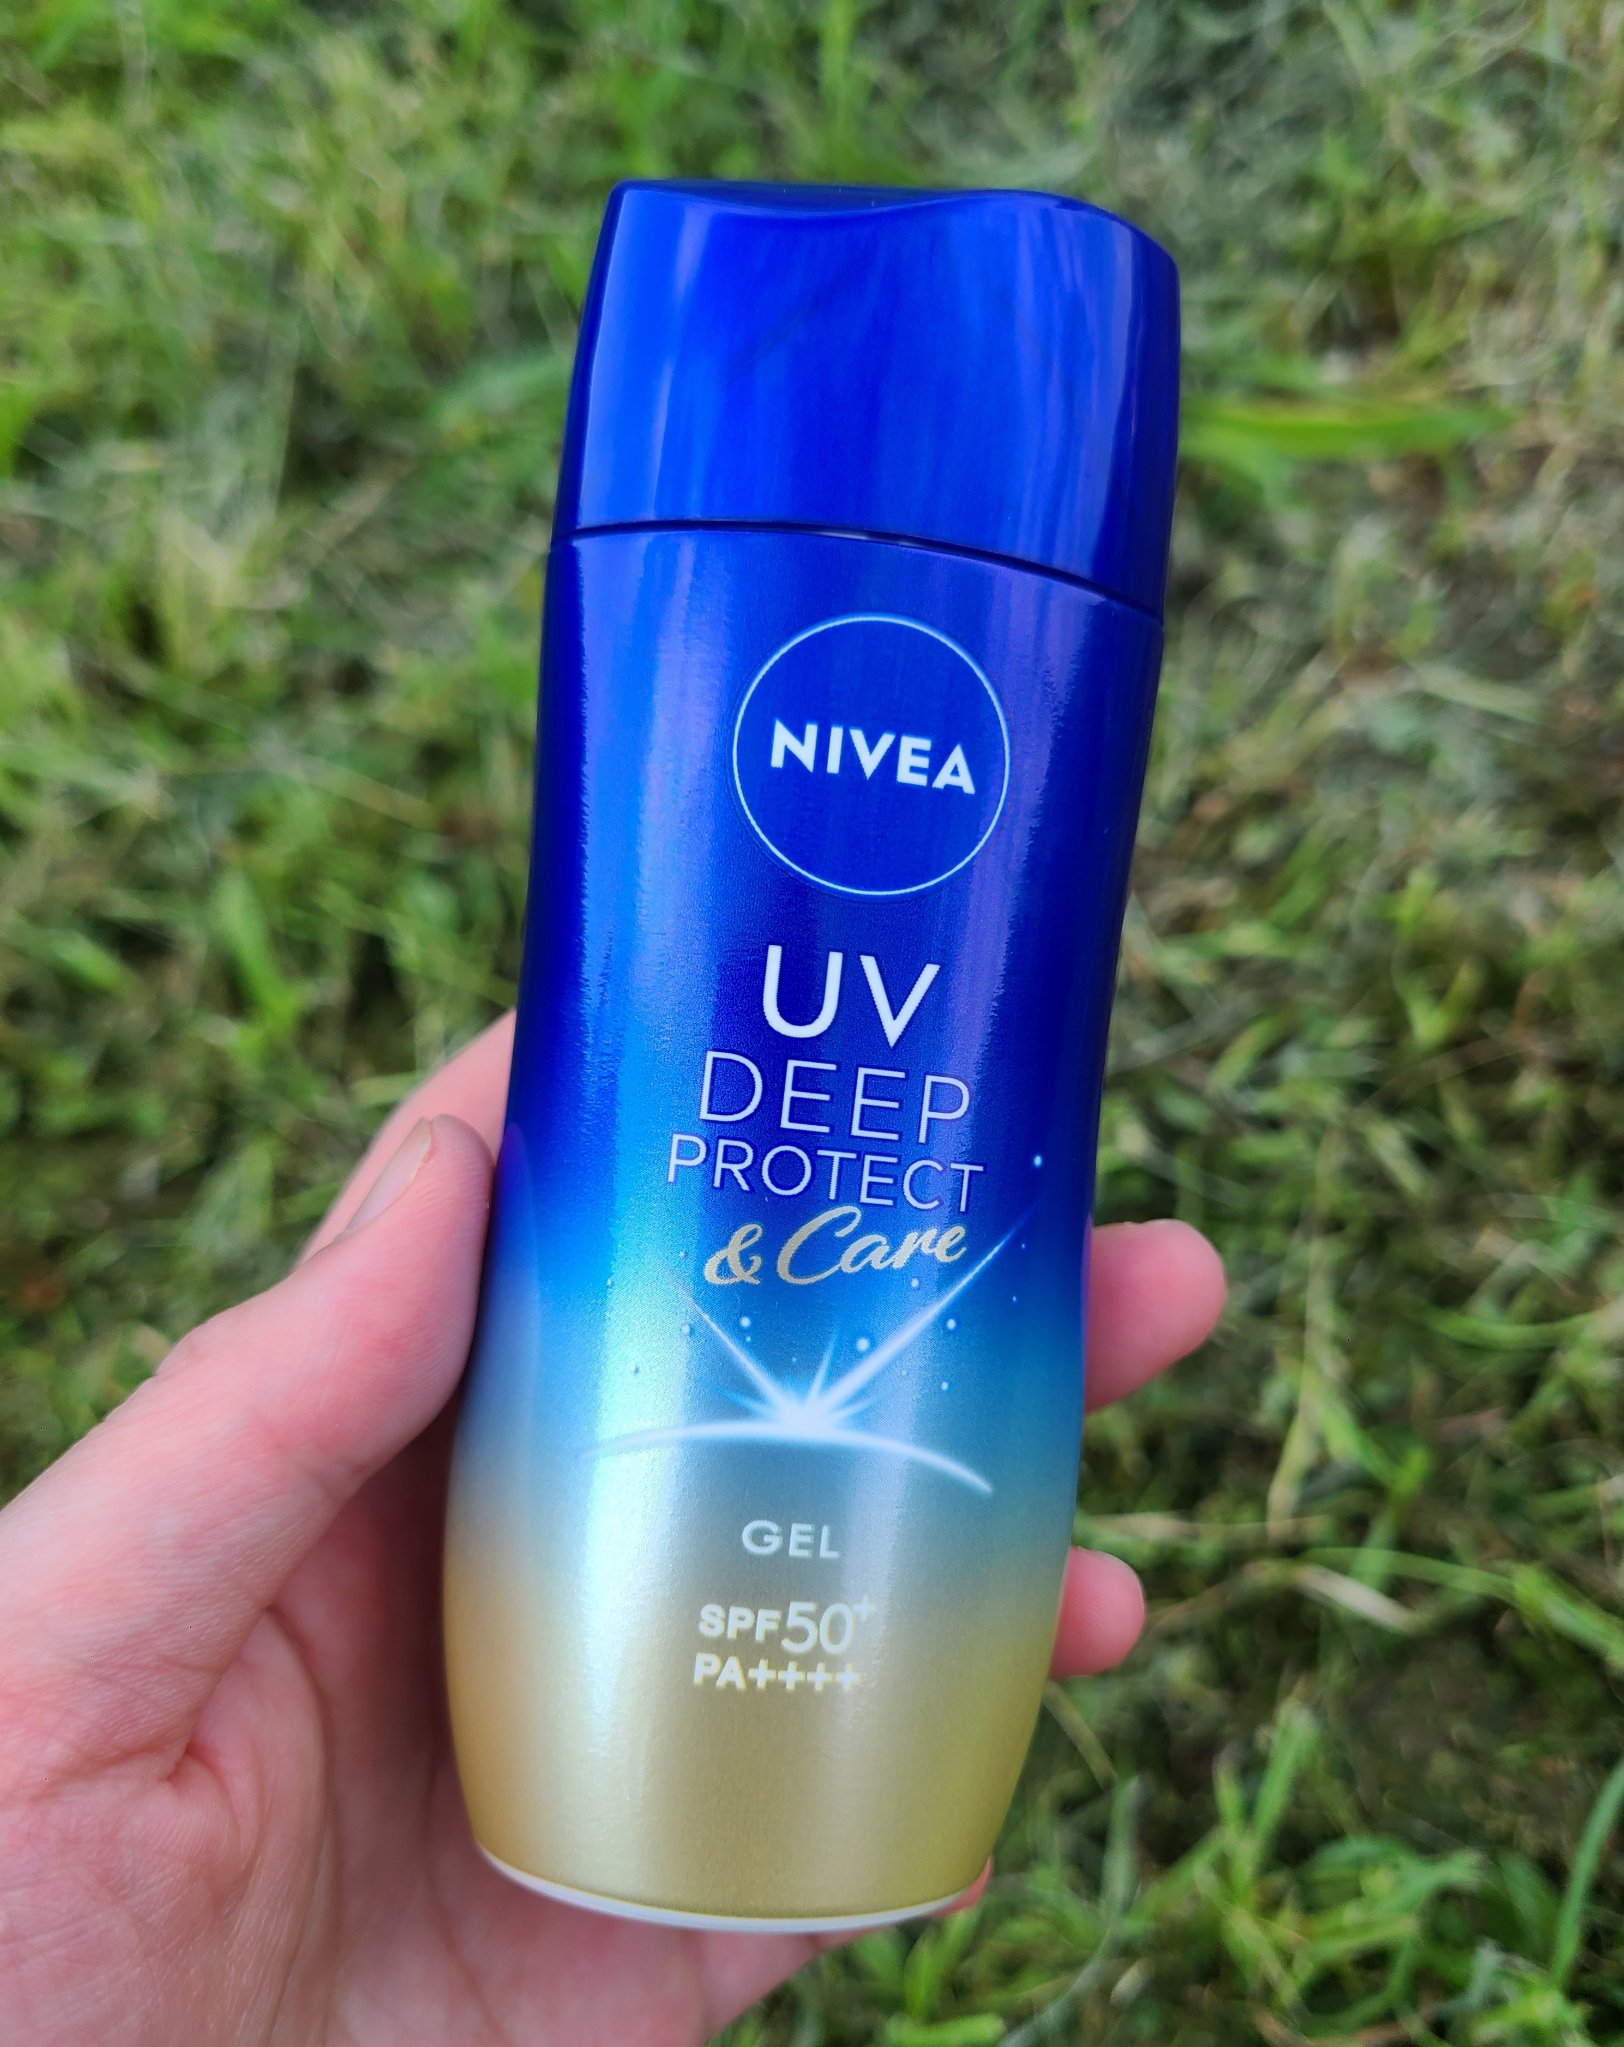 NIVEA
UV
DEEP
PROTECT
& Care
GEL
SPF50+
PA++++